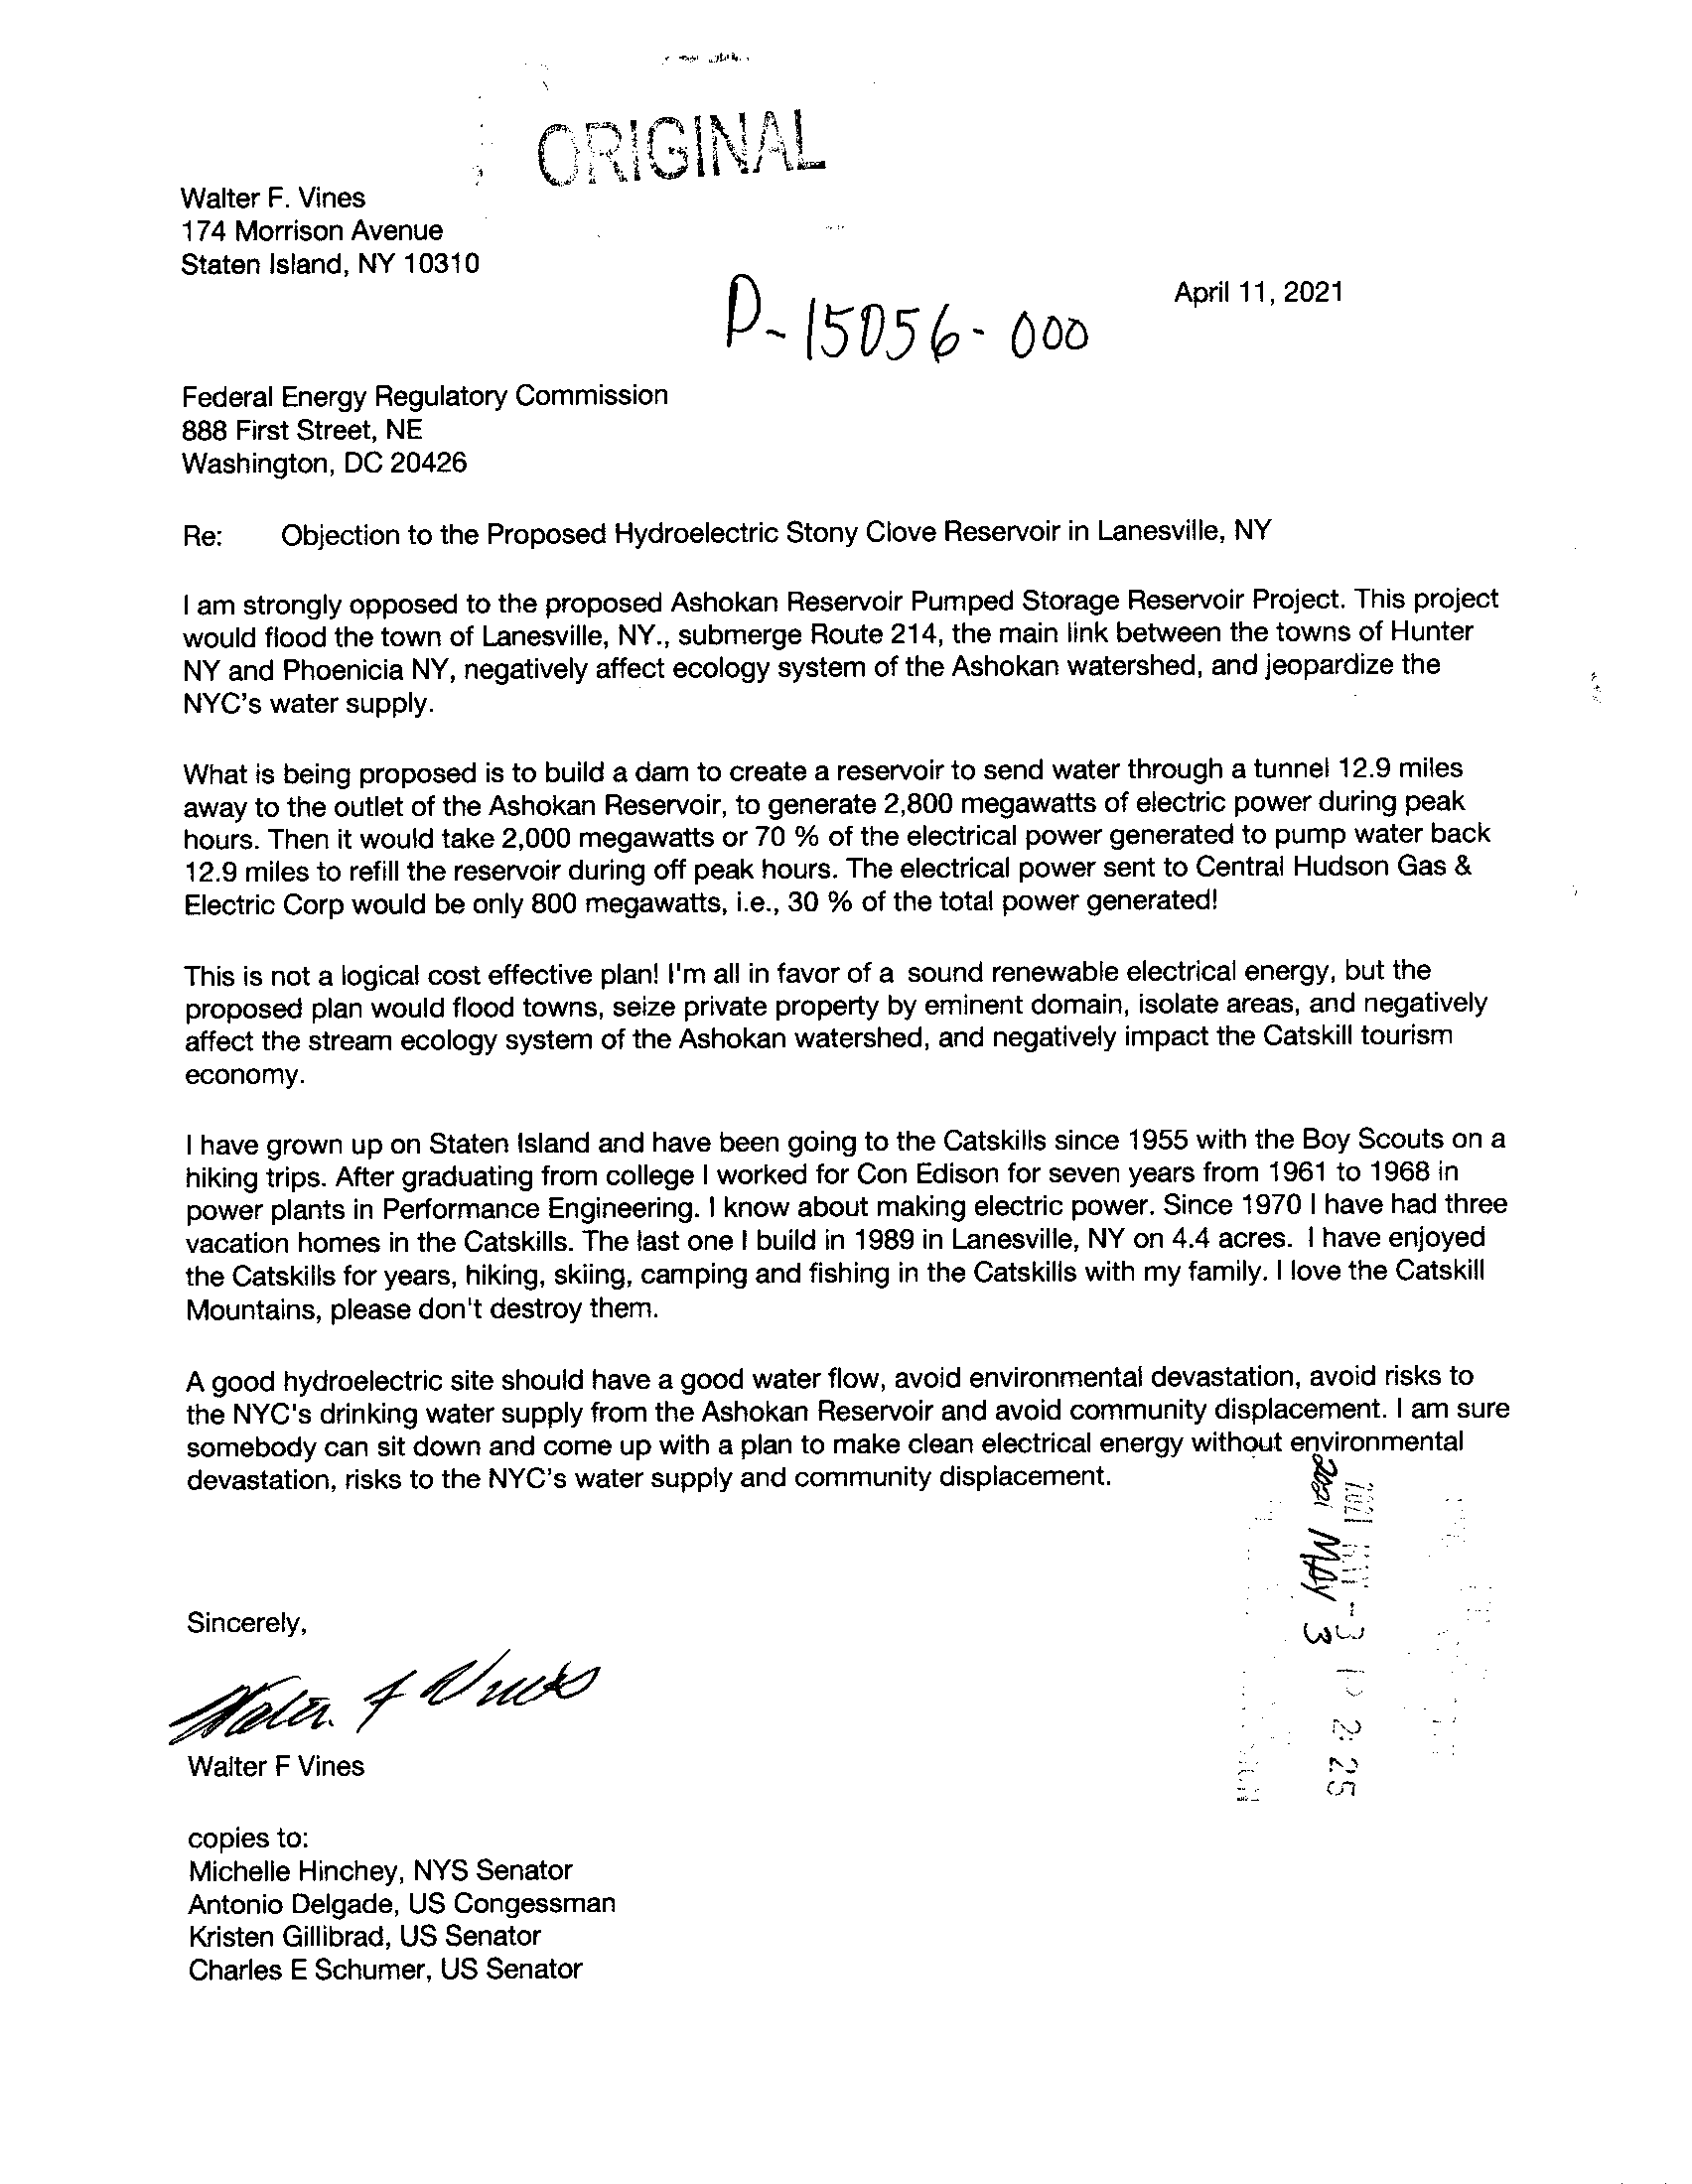 ORIGINAL
Walter F. Vines
174 Morrison Avenue
Staten Island, NY 10310
April 11, 2021
P-15056-000
Federal Energy Regulatory Commission
888 First Street, NE
Washington, DC 20426
Re: Objection to the Proposed Hydroelectric Stony Clove Reservoir in Lanesville, NY
I am strongly opposed to the proposed Ashokan Reservoir Pumped Storage Reservoir Project. This project
would flood the town of Lanesville, NY., submerge Route 214, the main link between the towns of Hunter
NY and Phoenicia NY, negatively affect ecology system of the Ashokan watershed, and jeopardize the
NYC's water supply.
What is being proposed is to build a dam to create a reservoir to send water through a tunnel 12.9 miles
away to the outlet of the Ashokan Reservoir, to generate 2,800 megawatts of electric power during peak
hours. Then it would take 2,000 megawatts or 70 % of the electrical power generated to pump water back
12.9 miles to refill the reservoir during off peak hours. The electrical power sent to Central Hudson Gas &
Electric Corp would be only 800 megawatts, i.e., 30 % of the total power generated!
This is not a logical cost effective plan! I'm all in favor of a sound renewable electrical energy, but the
proposed plan would flood towns, seize private property by eminent domain, isolate areas, and negatively
affect the stream ecology system of the Ashokan watershed, and negatively impact the Catskill tourism
economy.
I have grown up on Staten Island and have been going to the Catskills since 1955 with the Boy Scouts on a
hiking trips. After graduating from college I worked for Con Edison for seven years from 1961 to 1968 in
power plants in Performance Engineering. I know about making electric power. Since 1970 I have had three
vacation homes in the Catskills. The last one I build in 1989 in Lanesville, NY on 4.4 acres. I have enjoyed
the Catskills for years, hiking, skiing, camping and fishing in the Catskills with my family. I love the Catskill
Mountains, please don't destroy them.
A good hydroelectric site should have a good water flow, avoid environmental devastation, avoid risks to
the NYC's drinking water supply from the Ashokan Reservoir and avoid community displacement. I am sure
somebody can sit down and come up with a plan to make clean electrical energy without environmental
devastation, risks to the NYC's water supply and community displacement.
2021 MAY 3
2021 MAY -3 P 2:25
Sincerely,
Walter F Vines
Walter F Vines
copies to:
Michelle Hinchey, NYS Senator
Antonio Delgade, US Congessman
Kristen Gillibrad, US Senator
Charles E Schumer, US Senator